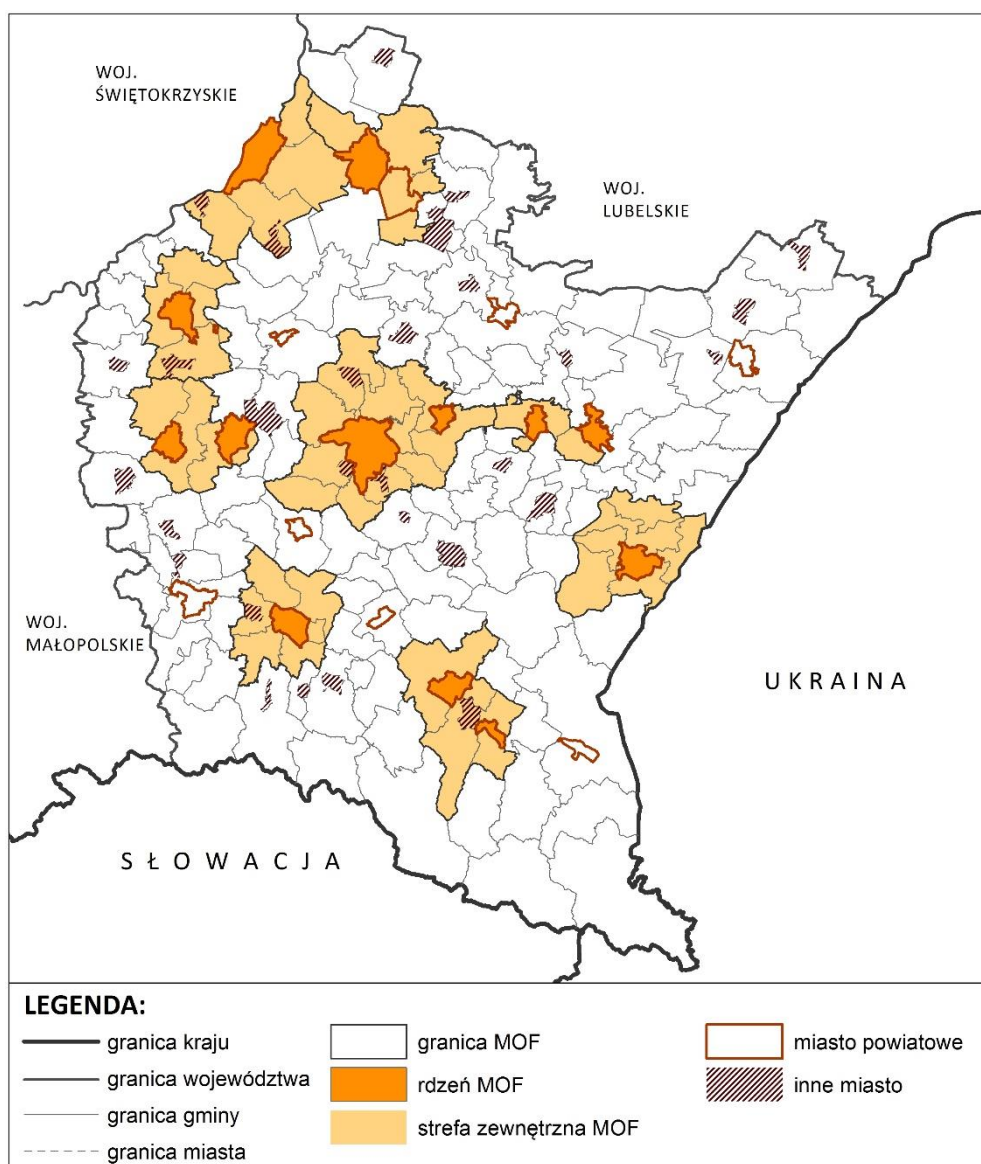 WOJ.
ŚWIĘTOKRZYSKIE
WOJ.
LUBELSKIE
WOJ.
MAŁOPOLSKIE
UKRAINA
SŁOWACJA
LEGENDA:
granica kraju
granica województwa
granica gminy
granica miasta
granica MOF
rdzeń MOF
strefa zewnętrzna MOF
miasto powiatowe
inne miasto